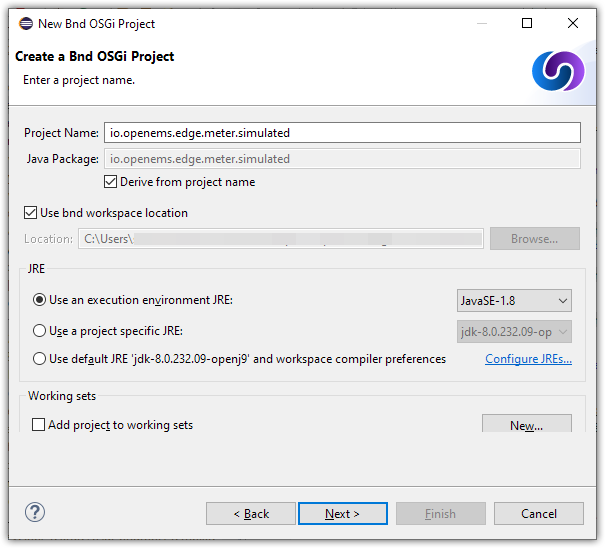 New Bnd OSGi Project
Create a Bnd OSGi Project
Enter a project name.
Project Name: io.openems.edge.meter.simulated
Java Package: io.openems.edge.meter.simulated
Derive from project name
Use bnd workspace location
Location: C:\Users\ Browse...
JRE
Use an execution environment JRE: JavaSE-1.8
Use a project specific JRE: jdk-8.0.232.09-op
Use default JRE 'jdk-8.0.232.09-openj9' and workspace compiler preferences Configure JREs...
Working sets
Add project to working sets New...
? < Back Next > Finish Cancel